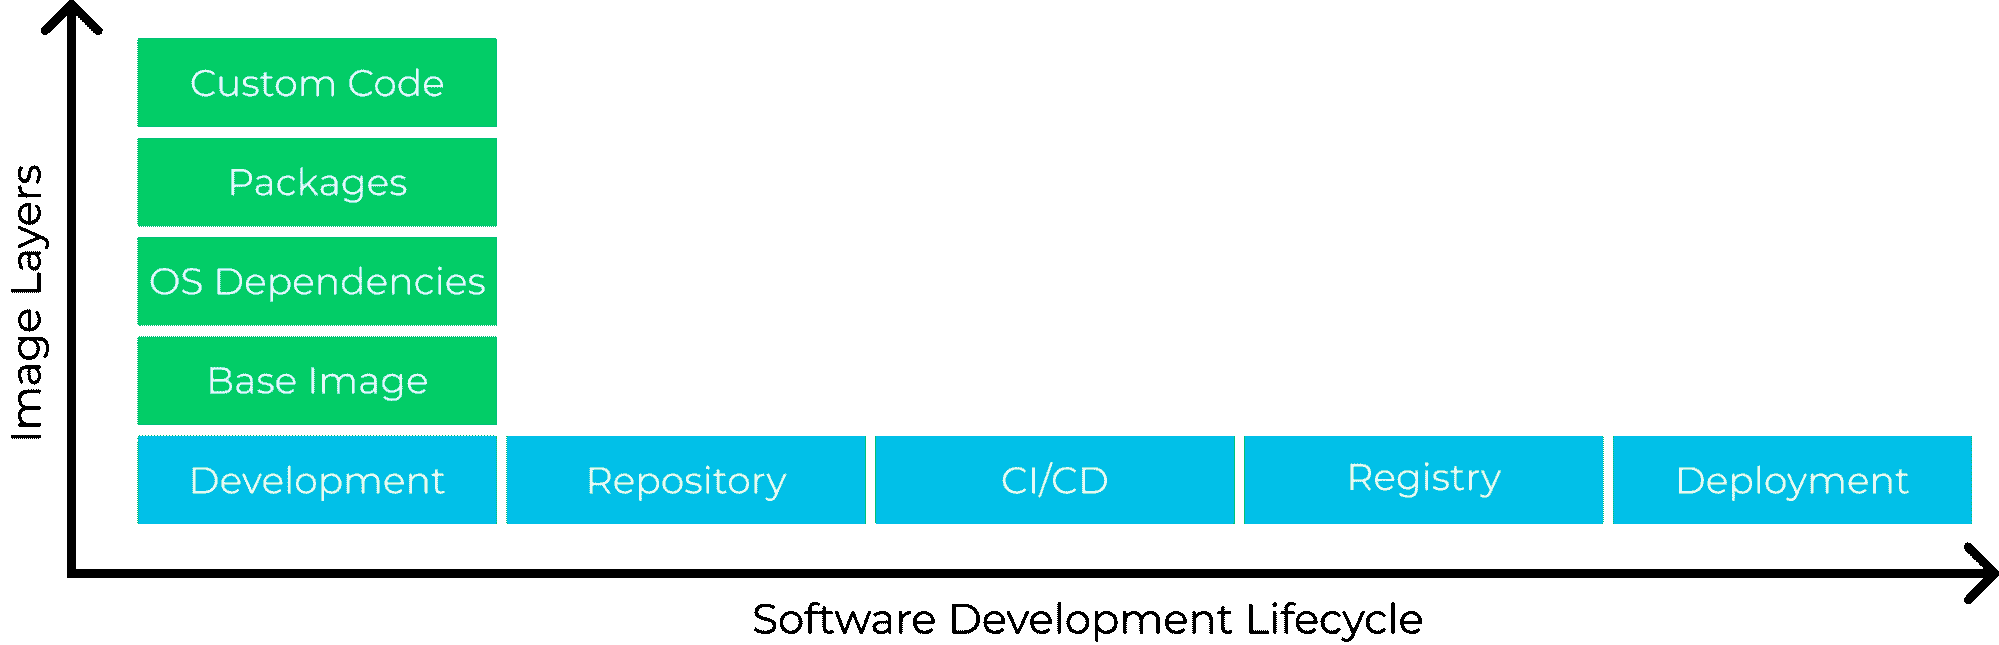 Custom Code
Packages
OS Dependencies
Base Image
Image Layers
Development
Repository
CI/CD
Registry
Deployment
Software Development Lifecycle